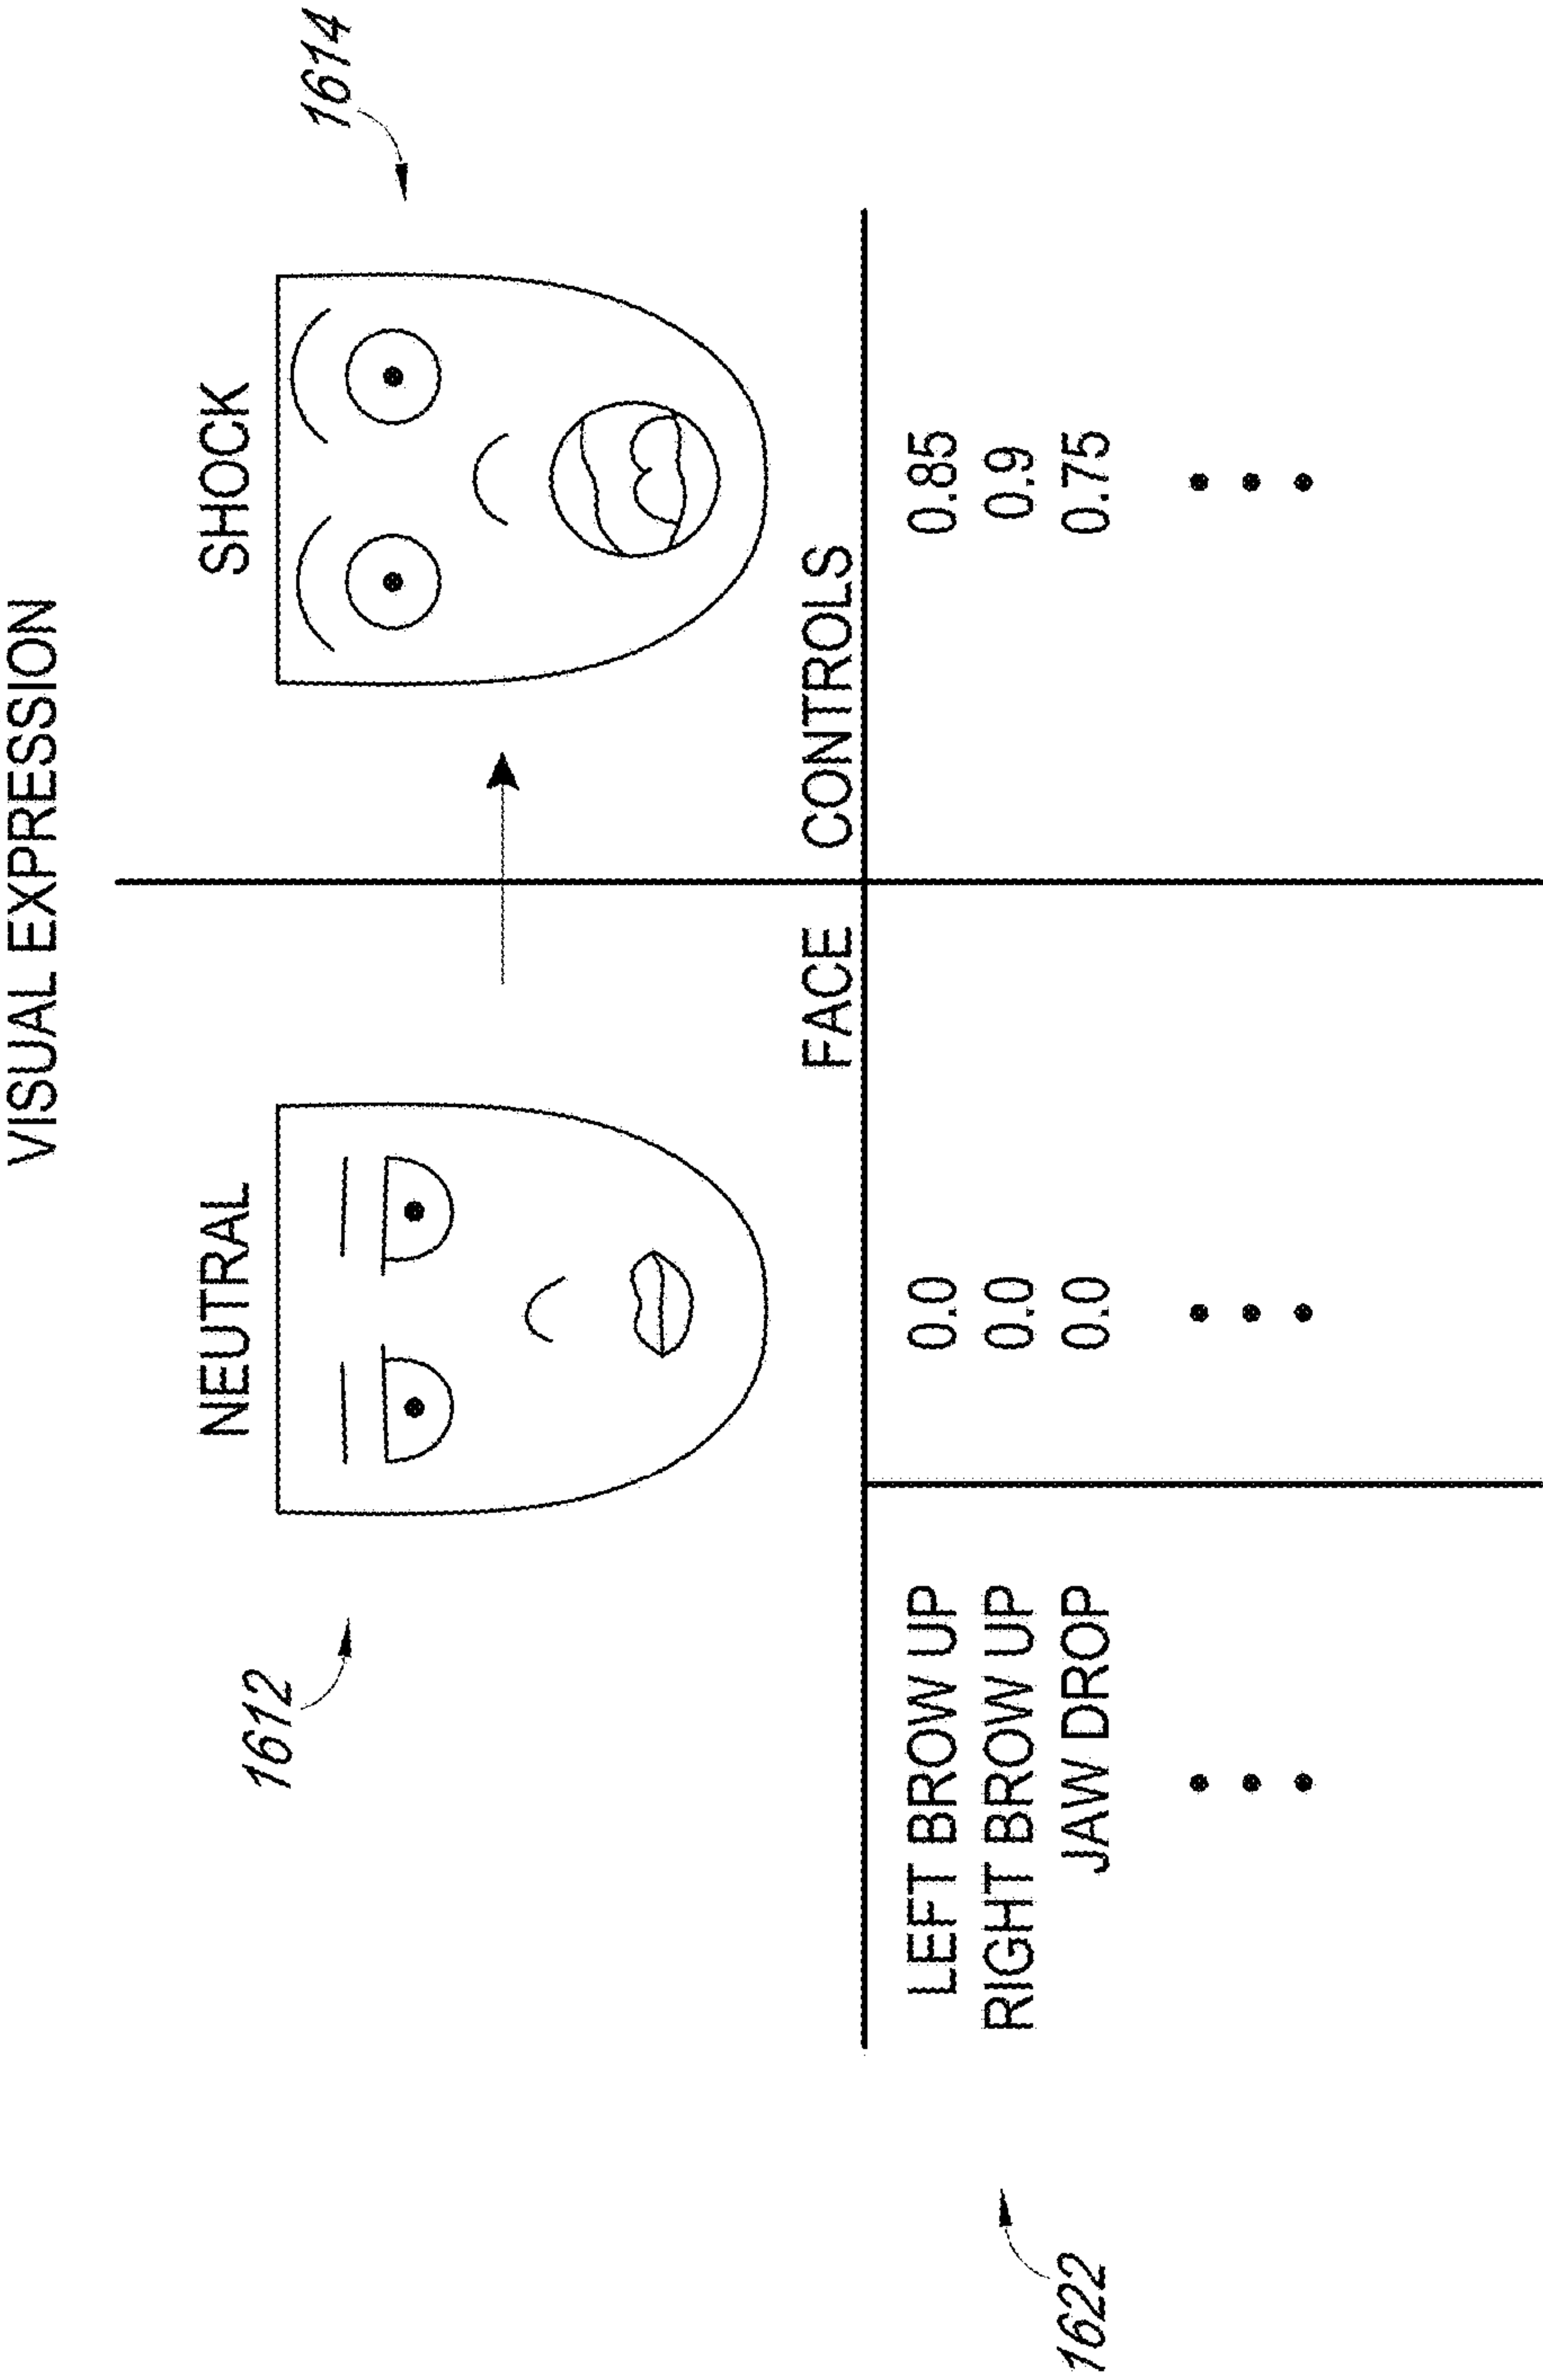 VISUAL EXPRESSION
1612
NEUTRAL
SHOCK
1614
FACE CONTROLS
1622
LEFT BROW UP 0.0 0.85
RIGHT BROW UP 0.0 0.9
JAW DROP 0.0 0.75